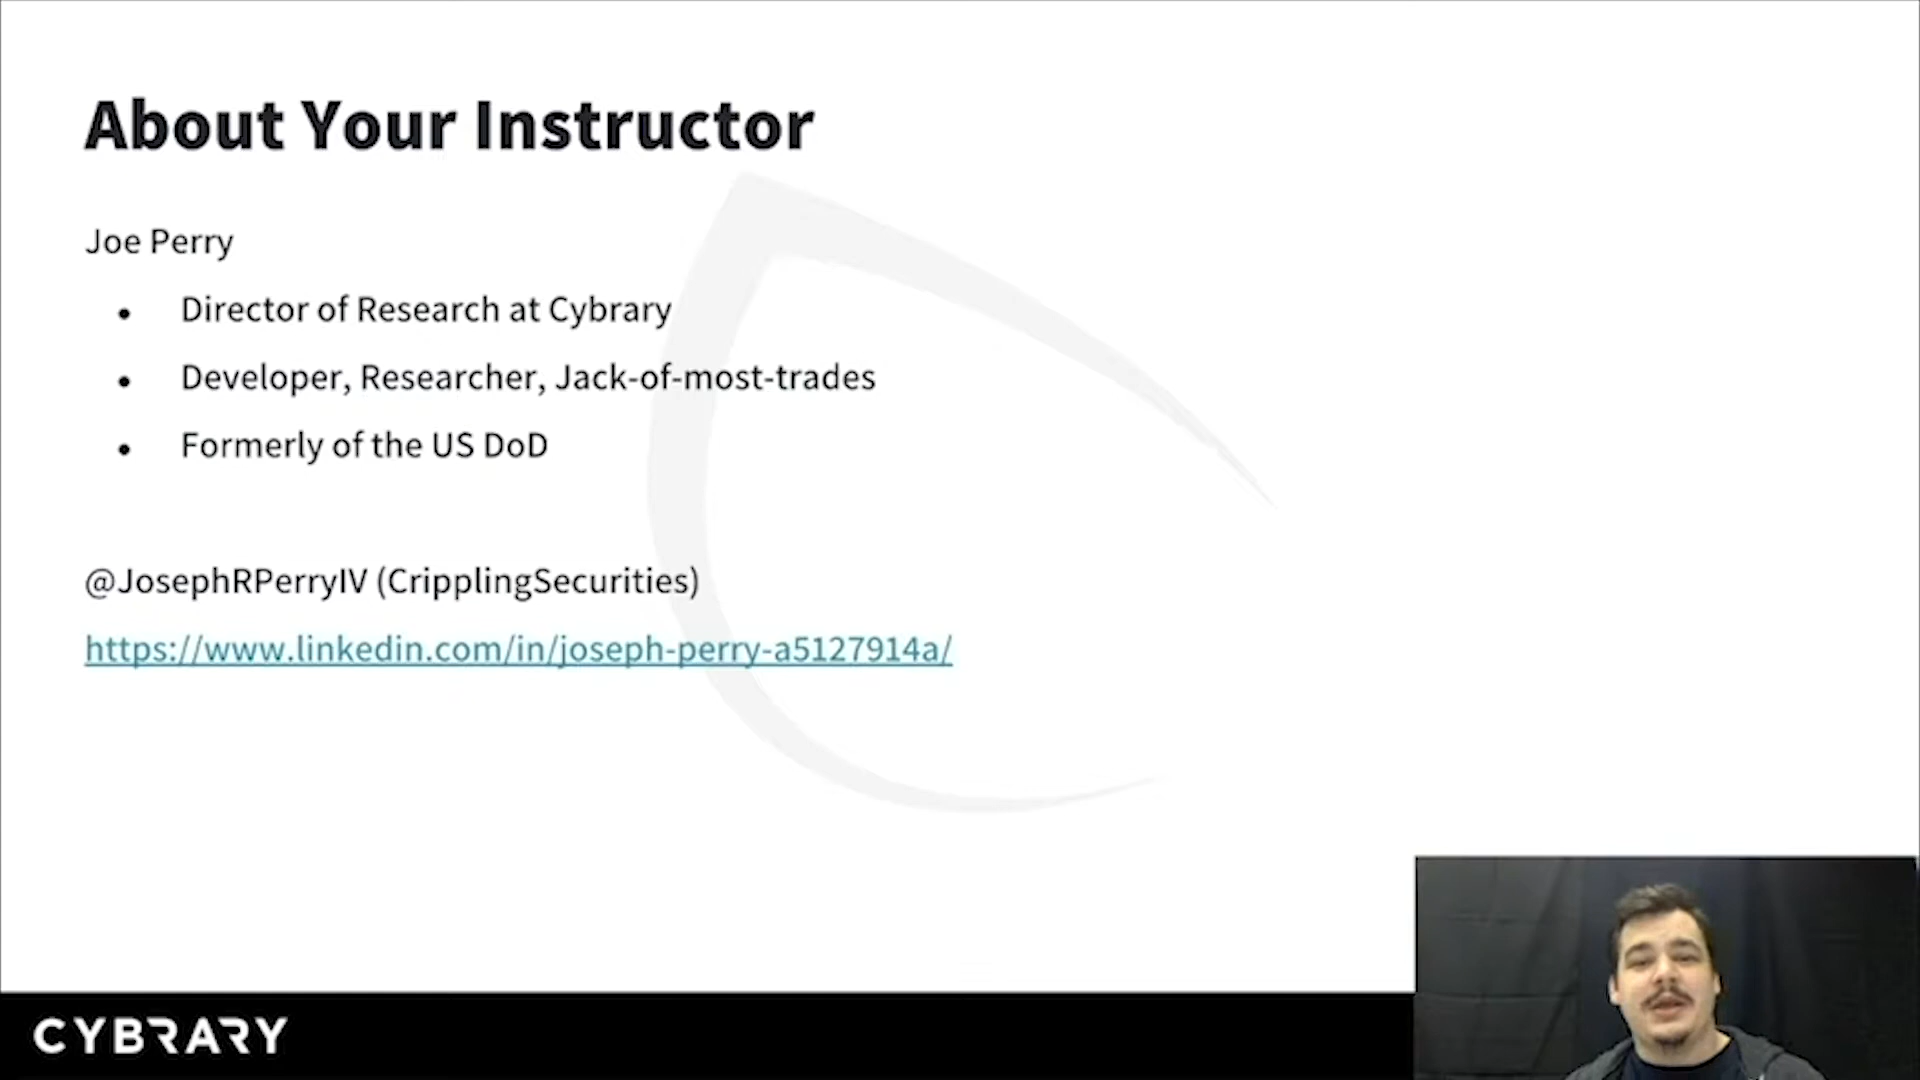 About Your Instructor
Joe Perry
• Director of Research at Cybrary
• Developer, Researcher, Jack-of-most-trades
• Formerly of the US DoD
@JosephRPerryIV (CripplingSecurities)
https://www.linkedin.com/in/joseph-perry-a5127914a/
CYBRARY